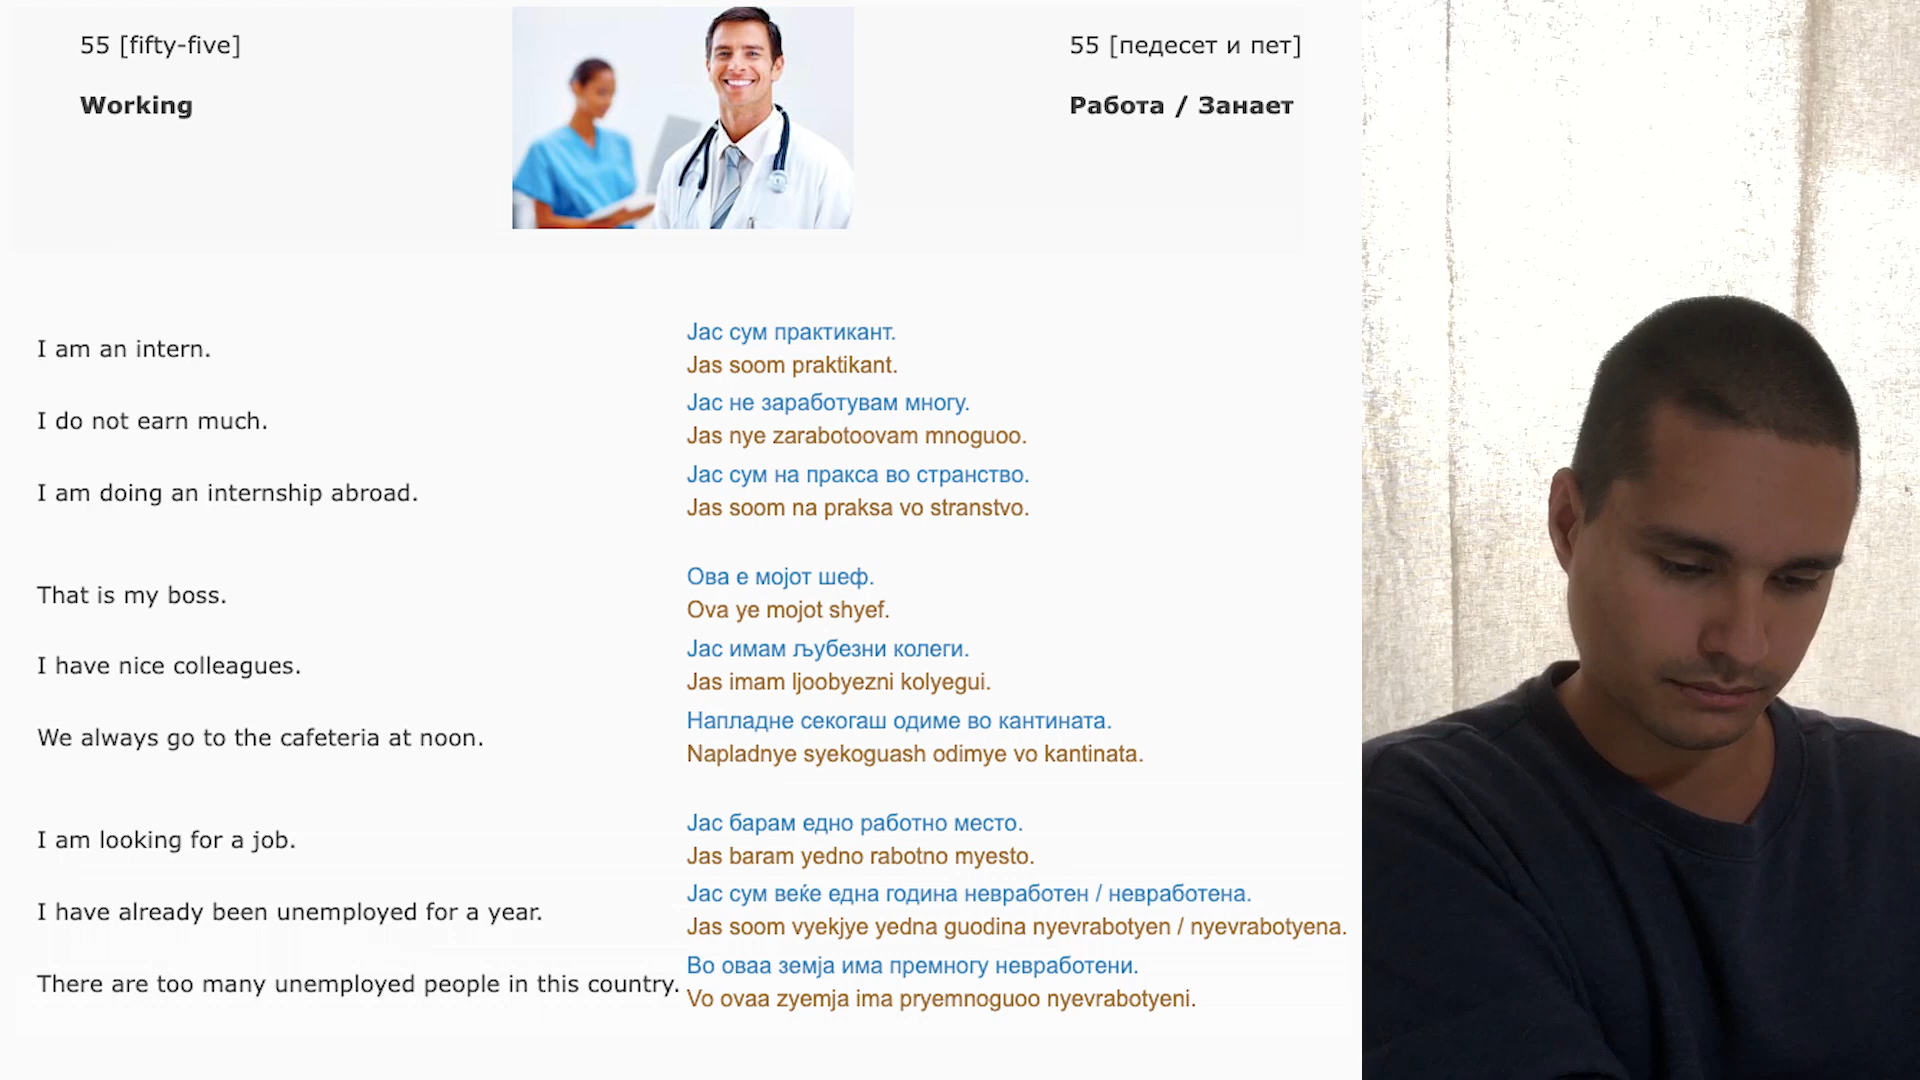 55 [fifty-five]
55 [педесет и пет]
Working
Работа / Занает
I am an intern.
Јас сум практикант.
Jas soom praktikant.
I do not earn much.
Јас не заработувам многу.
Jas nye zarabotoovam mnoguoo.
I am doing an internship abroad.
Јас сум на пракса во странство.
Jas soom na praksa vo stranstvo.
That is my boss.
Ова е мојот шеф.
Ova ye mojot shyef.
I have nice colleagues.
Јас имам љубезни колеги.
Jas imam ljoobyezni kolyegui.
We always go to the cafeteria at noon.
Напладне секогаш одиме во кантината.
Napladnye syekoguash odimye vo kantinata.
I am looking for a job.
Јас барам едно работно место.
Jas baram yedno rabotno myesto.
I have already been unemployed for a year.
Јас сум веќе една година невработен / невработена.
Jas soom vyekjye yedna guodina nyevrabotyen / nyevrabotyena.
There are too many unemployed people in this country.
Во оваа земја има премногу невработени.
Vo ovaa zyemja ima pryemnoguoo nyevrabotyeni.